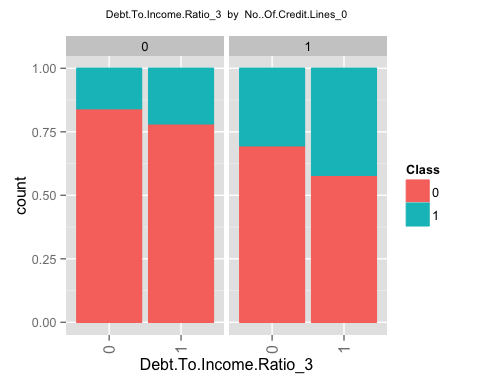 Debt.To.Income.Ratio_3 by No..Of.Credit.Lines_0
0 1
1.00
0.75
0.50
0.25
0.00
count
0 1 0 1
Debt.To.Income.Ratio_3
Class
0
1